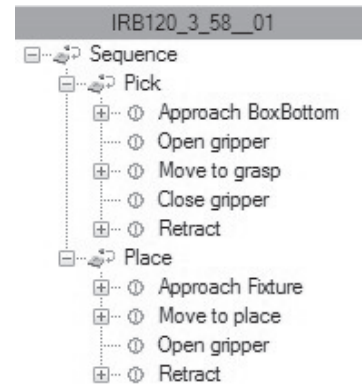 IRB120_3_58__01
Sequence
Pick
Approach BoxBottom
Open gripper
Move to grasp
Close gripper
Retract
Place
Approach Fixture
Move to place
Open gripper
Retract